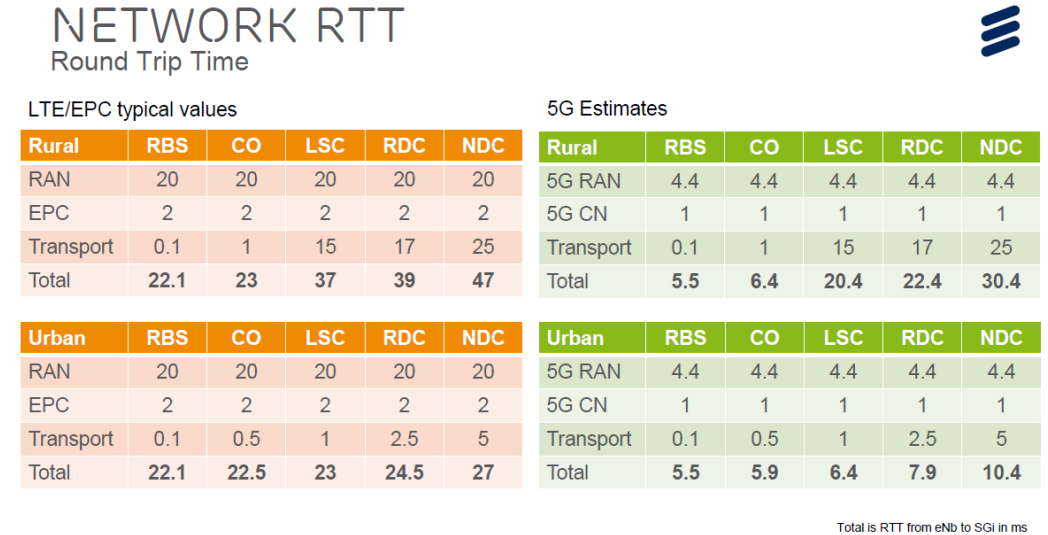 NETWORK RTT
Round Trip Time
LTE/EPC typical values
Rural RBS CO LSC RDC NDC
RAN 20 20 20 20 20
EPC 2 2 2 2 2
Transport 0.1 1 15 17 25
Total 22.1 23 37 39 47
Urban RBS CO LSC RDC NDC
RAN 20 20 20 20 20
EPC 2 2 2 2 2
Transport 0.1 0.5 1 2.5 5
Total 22.1 22.5 23 24.5 27
5G Estimates
Rural RBS CO LSC RDC NDC
5G RAN 4.4 4.4 4.4 4.4 4.4
5G CN 1 1 1 1 1
Transport 0.1 1 15 17 25
Total 5.5 6.4 20.4 22.4 30.4
Urban RBS CO LSC RDC NDC
5G RAN 4.4 4.4 4.4 4.4 4.4
5G CN 1 1 1 1 1
Transport 0.1 0.5 1 2.5 5
Total 5.5 5.9 6.4 7.9 10.4
Total is RTT from eNb to SGi in ms